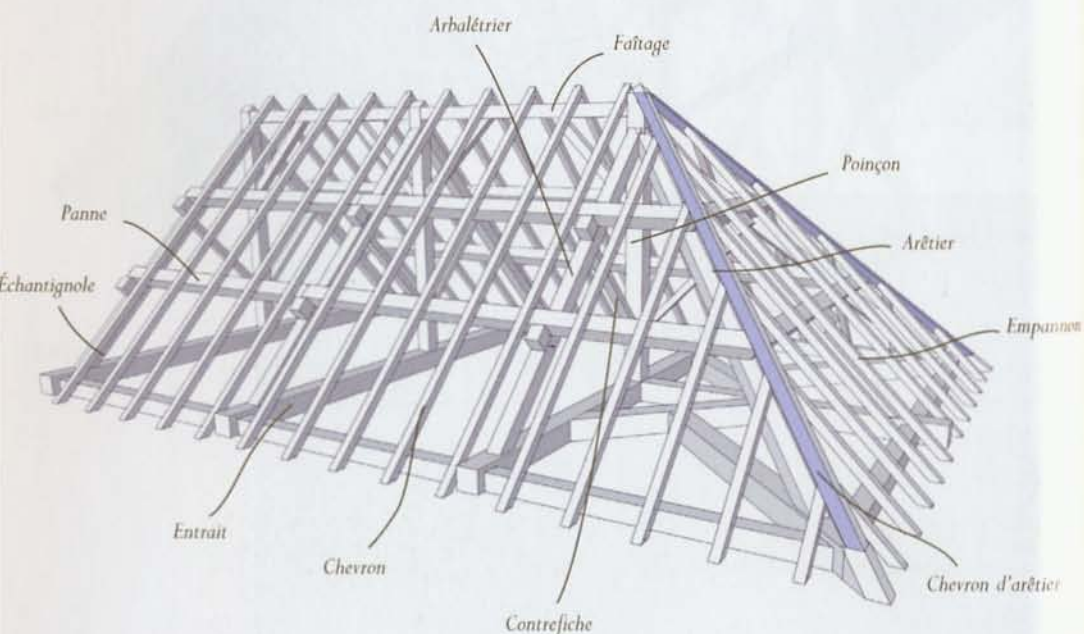 Arbalétrier
Faîtage
Poinçon
Panne
Arêtier
Échantignole
Empannon
Entrait
Chevron
Chevron d'arêtier
Contrefiche